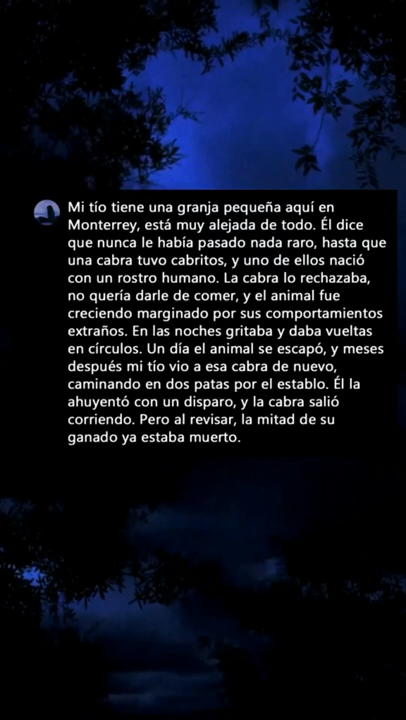 Mi tío tiene una granja pequeña aquí en
Monterrey, está muy alejada de todo. Él dice
que nunca le había pasado nada raro, hasta que
una cabra tuvo cabritos, y uno de ellos nació
con un rostro humano. La cabra lo rechazaba,
no quería darle de comer, y el animal fue
creciendo marginado por sus comportamientos
extraños. En las noches gritaba y daba vueltas
en círculos. Un día el animal se escapó, y meses
después mi tío vio a esa cabra de nuevo,
caminando en dos patas por el establo. Él la
ahuyentó con un disparo, y la cabra salió
corriendo. Pero al revisar, la mitad de su
ganado ya estaba muerto.